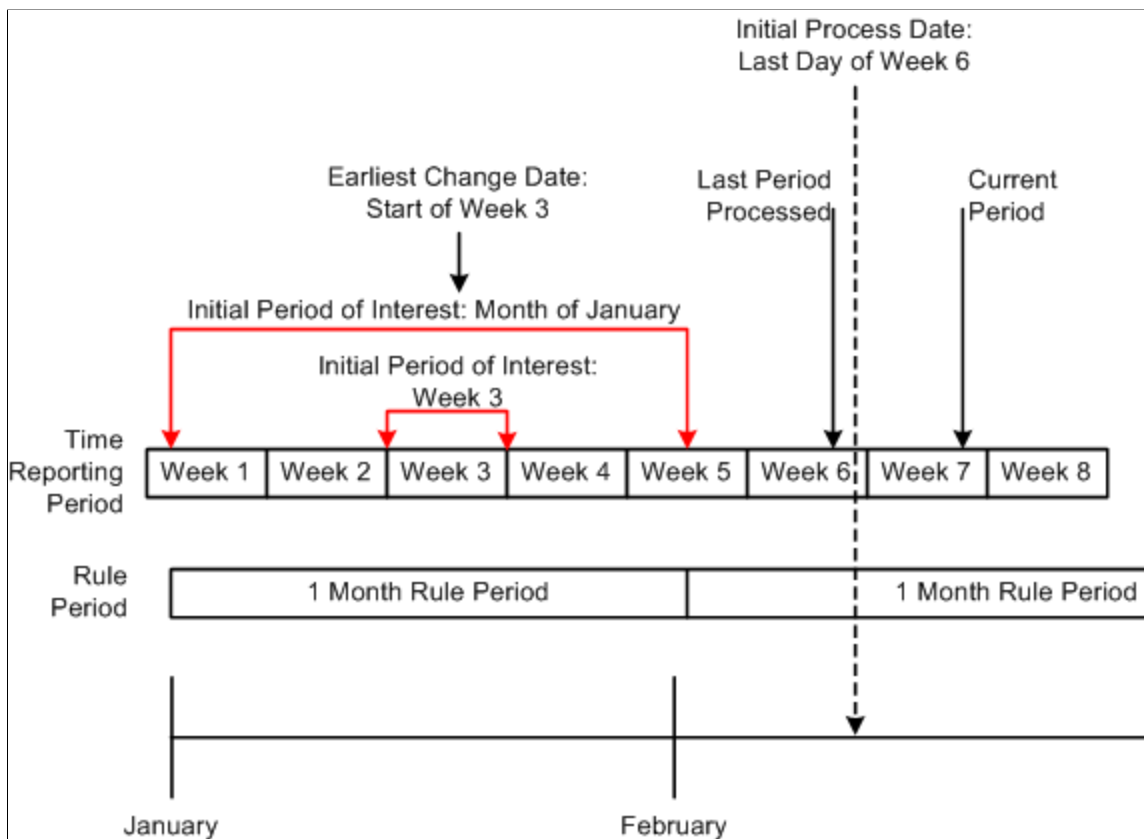 Initial Process Date:
Last Day of Week 6
Earliest Change Date:
Start of Week 3
Last Period
Processed
Current
Period
Initial Period of Interest: Month of January
Initial Period of Interest:
Week 3
Time
Reporting
Period
Week 1
Week 2
Week 3
Week 4
Week 5
Week 6
Week 7
Week 8
Rule
Period
1 Month Rule Period
1 Month Rule Period
January
February